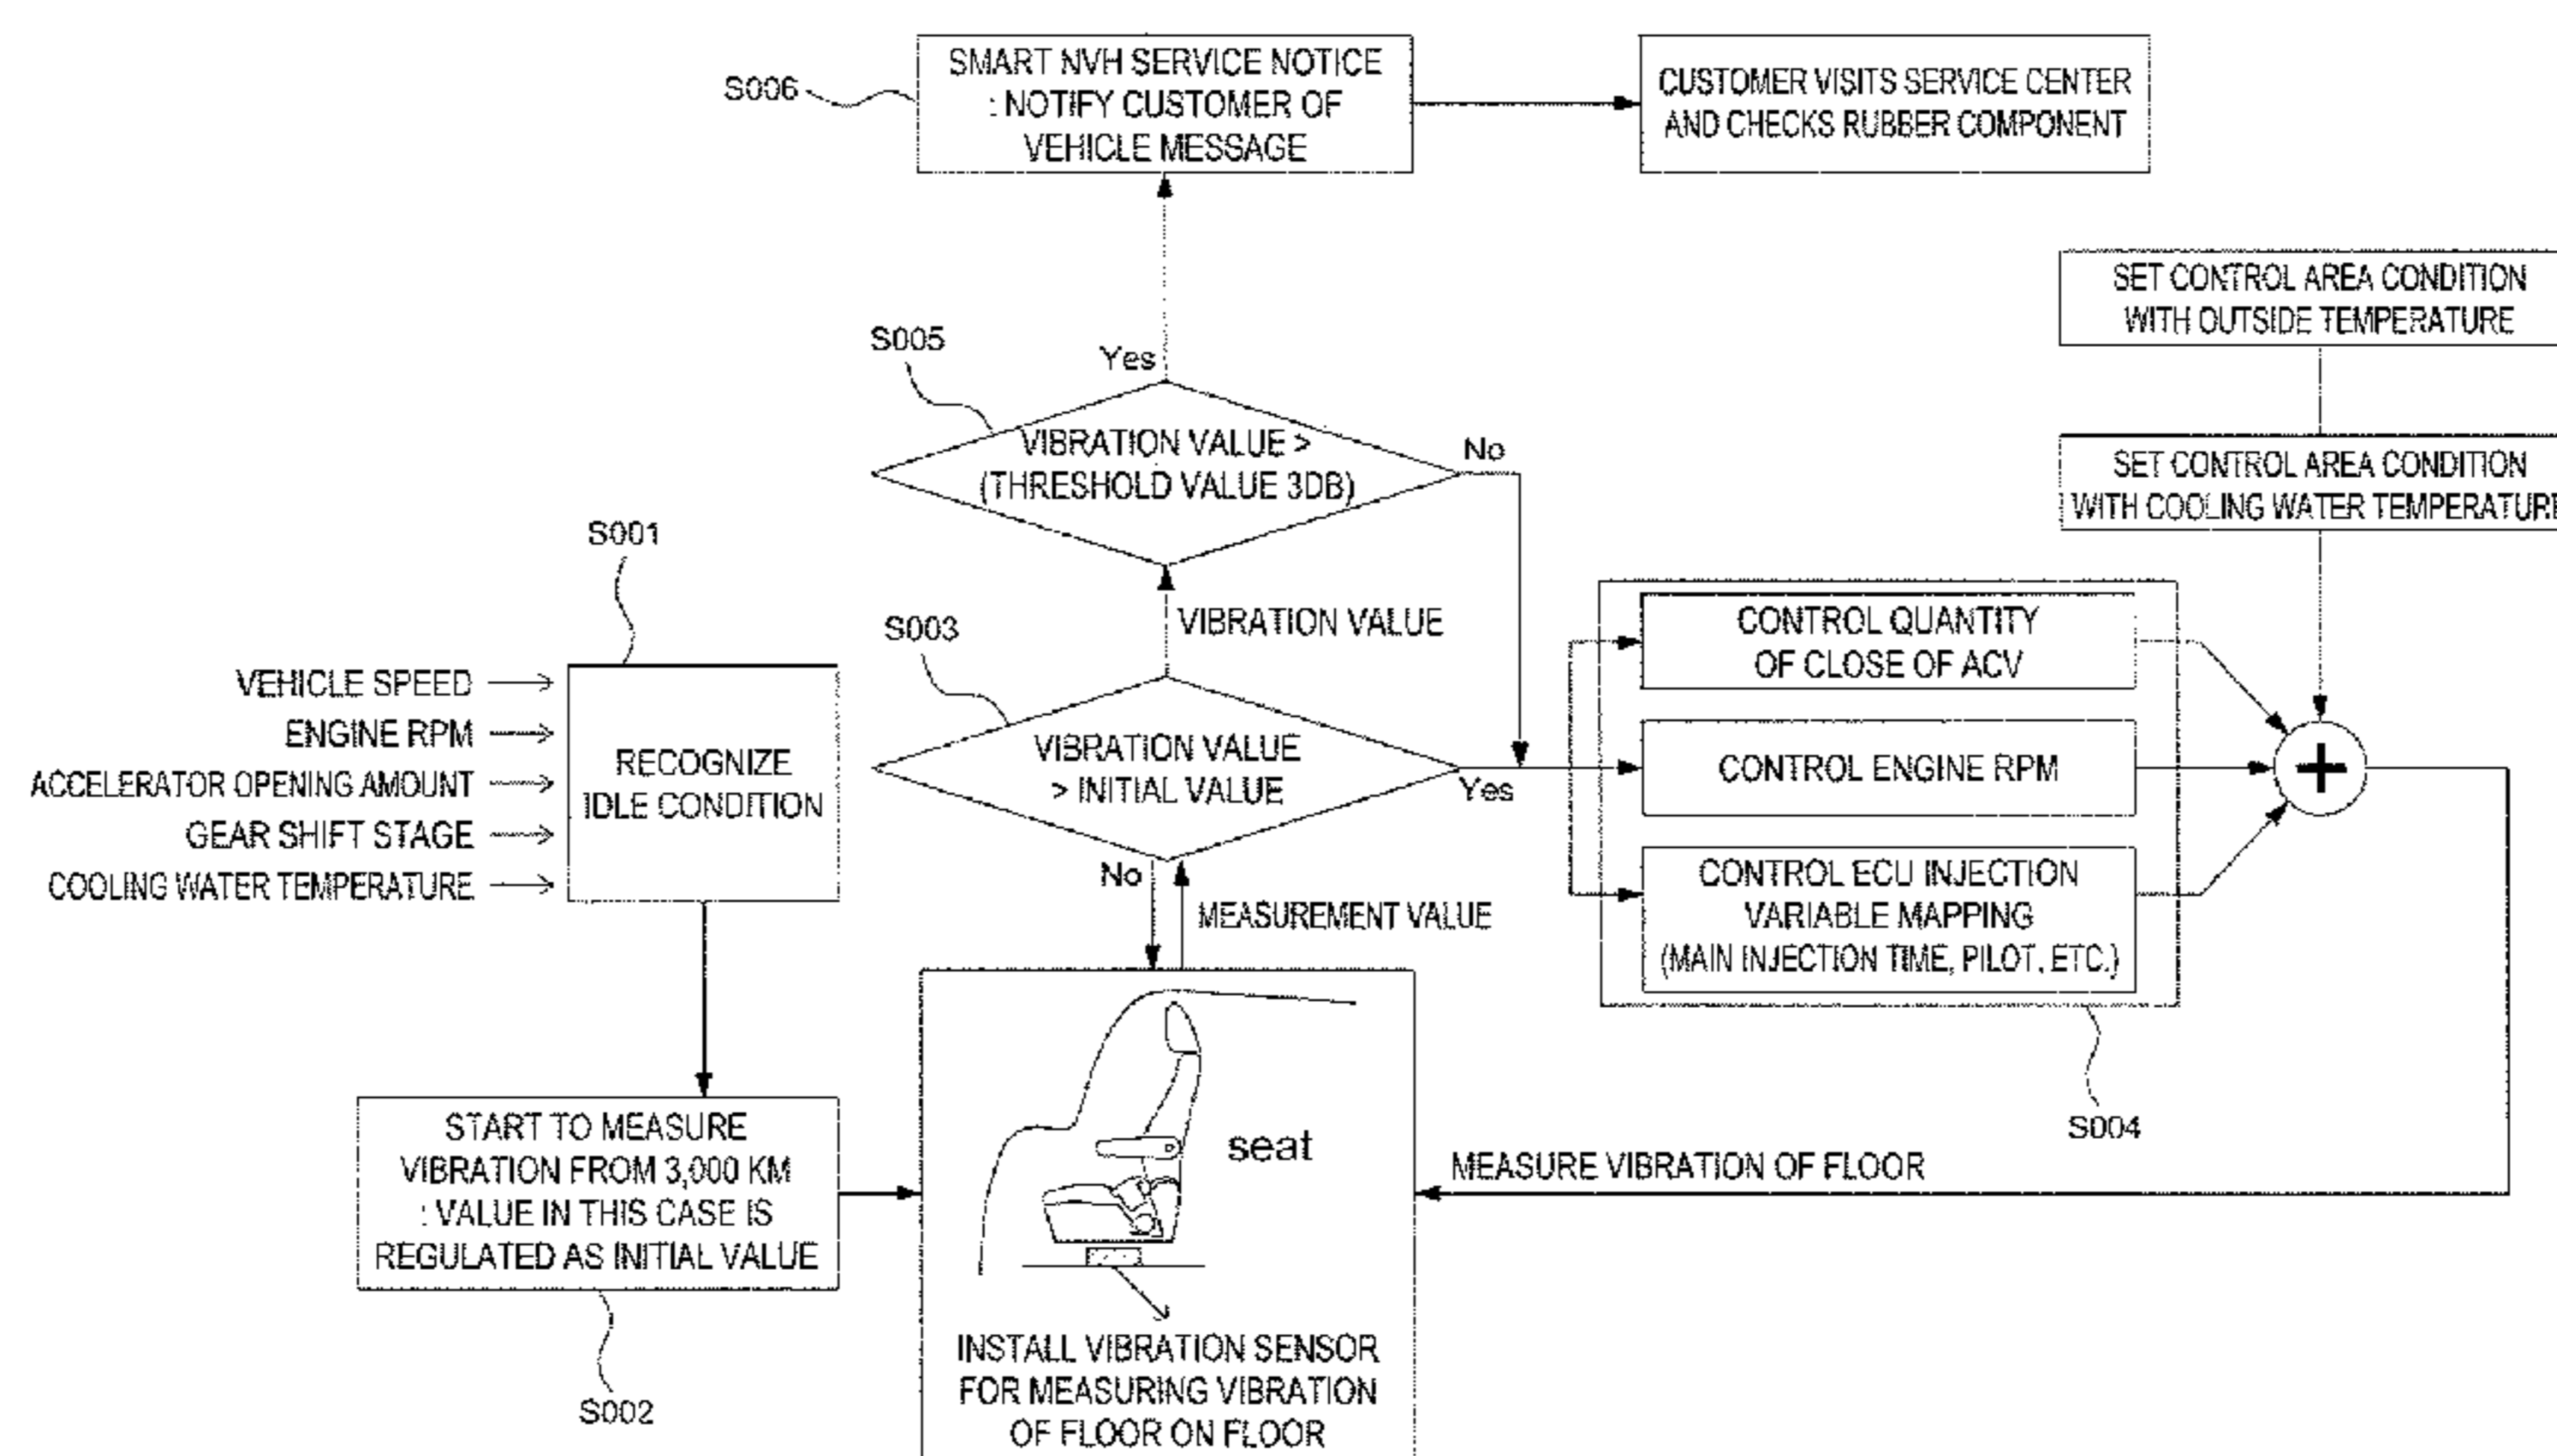 SMART NVH SERVICE NOTICE
: NOTIFY CUSTOMER OF
VEHICLE MESSAGE
S006
CUSTOMER VISITS SERVICE CENTER
AND CHECKS RUBBER COMPONENT
SET CONTROL AREA CONDITION
WITH OUTSIDE TEMPERATURE
SET CONTROL AREA CONDITION
WITH COOLING WATER TEMPERATURE
S005
Yes
VIBRATION VALUE >
(THRESHOLD VALUE 3DB)
No
VIBRATION VALUE
S003
VIBRATION VALUE
> INITIAL VALUE
Yes
No
MEASUREMENT VALUE
S001
VEHICLE SPEED
ENGINE RPM
ACCELERATOR OPENING AMOUNT
GEAR SHIFT STAGE
COOLING WATER TEMPERATURE
RECOGNIZE
IDLE CONDITION
CONTROL QUANTITY
OF CLOSE OF ACV
CONTROL ENGINE RPM
CONTROL ECU INJECTION
VARIABLE MAPPING
(MAIN INJECTION TIME, PILOT, ETC.)
+
S004
START TO MEASURE
VIBRATION FROM 3,000 KM
: VALUE IN THIS CASE IS
REGULATED AS INITIAL VALUE
S002
seat
MEASURE VIBRATION OF FLOOR
INSTALL VIBRATION SENSOR
FOR MEASURING VIBRATION
OF FLOOR ON FLOOR